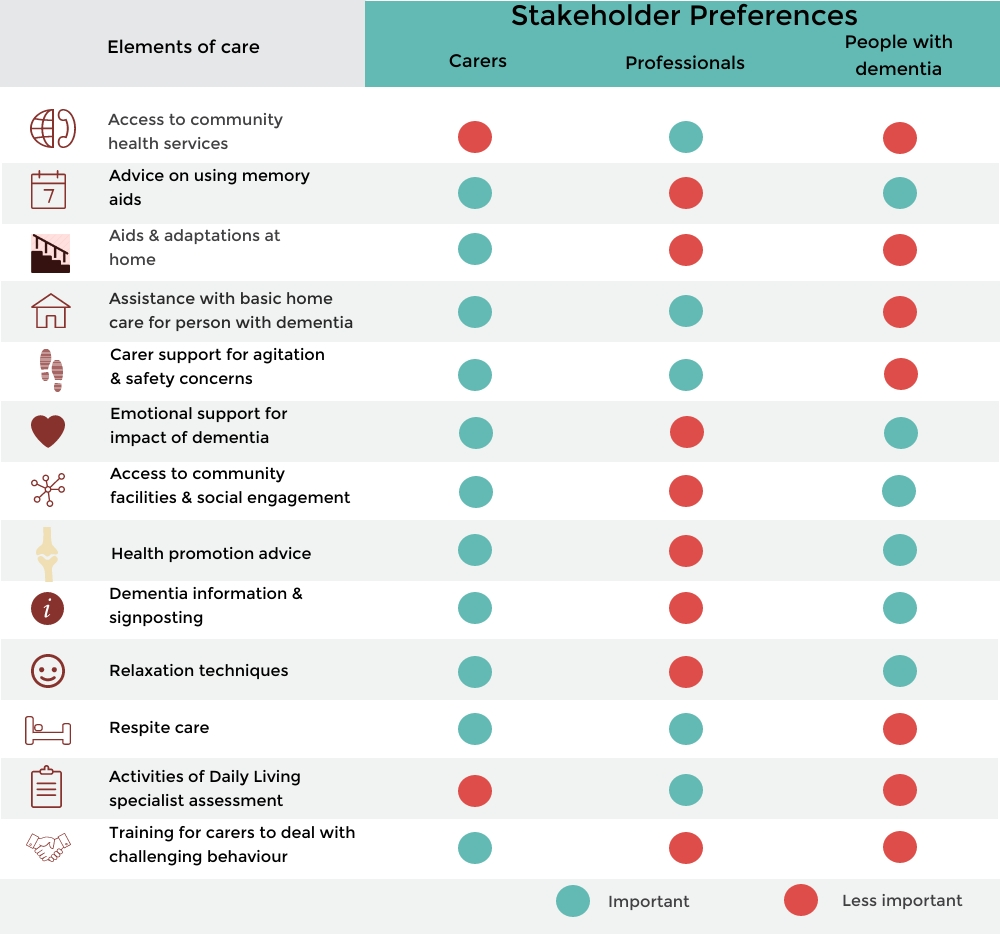 Stakeholder Preferences
Elements of care
Carers
Professionals
People with
dementia
Access to community
health services
7
Advice on using memory
aids
Aids & adaptations at
home
Assistance with basic home
care for person with dementia
Carer support for agitation
& safety concerns
Emotional support for
impact of dementia
Access to community
facilities & social engagement
Health promotion advice
i
Dementia information &
signposting
Relaxation techniques
Respite care
Activities of Daily Living
specialist assessment
Training for carers to deal with
challenging behaviour
Important
Less important